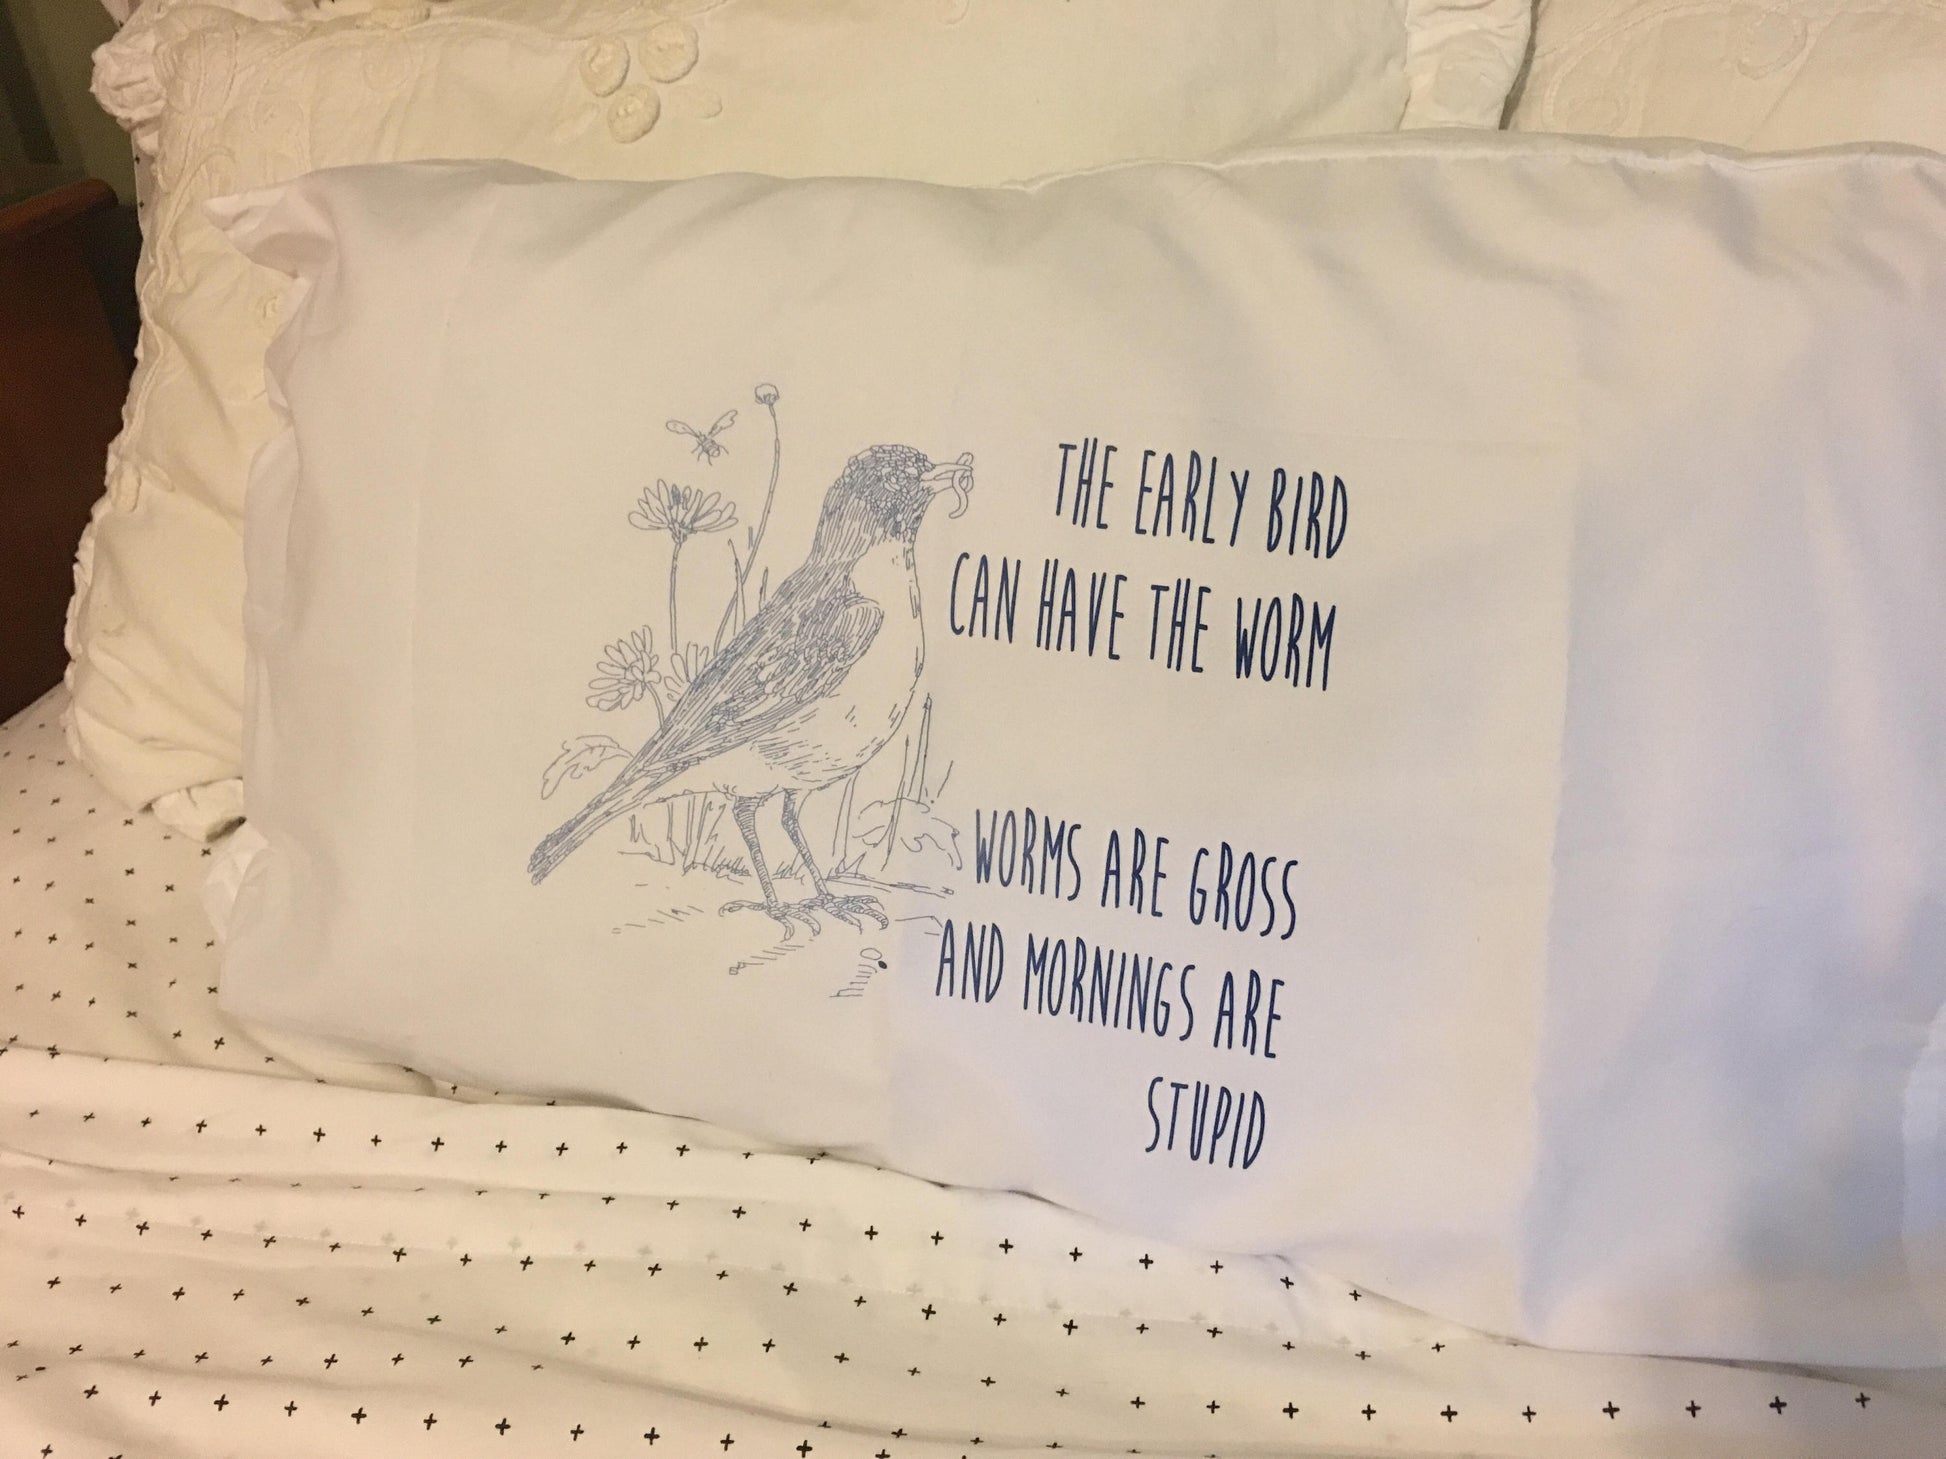 THE EARLY BIRD
CAN HAVE THE WORM
WORMS ARE GROSS
AND MORNINGS ARE
STUPID